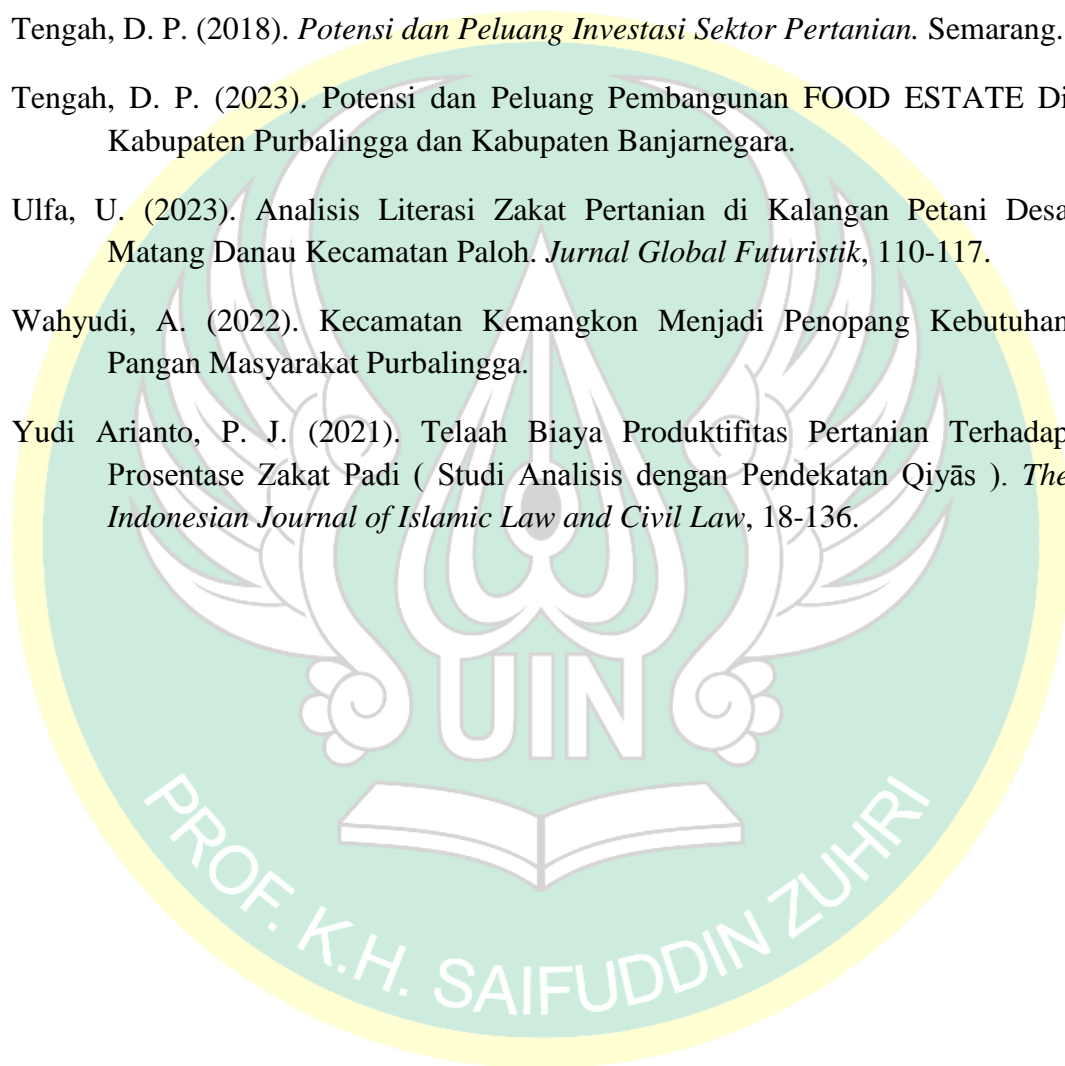 Tengah, D. P. (2018). Potensi dan Peluang Investasi Sektor Pertanian. Semarang.
Tengah, D. P. (2023). Potensi dan Peluang Pembangunan FOOD ESTATE Di
Kabupaten Purbalingga dan Kabupaten Banjarnegara.
Ulfa, U. (2023). Analisis Literasi Zakat Pertanian di Kalangan Petani Desa
Matang Danau Kecamatan Paloh. Jurnal Global Futuristik, 110-117.
Wahyudi, A. (2022). Kecamatan Kemangkon Menjadi Penopang Kebutuhan
Pangan Masyarakat Purbalingga.
Yudi Arianto, P. J. (2021). Telaah Biaya Produktifitas Pertanian Terhadap
Prosentase Zakat Padi ( Studi Analisis dengan Pendekatan Qiyās ). The
Indonesian Journal of Islamic Law and Civil Law, 18-136.
UIN
PROF. K.H. SAIFUDDIN ZUHRI